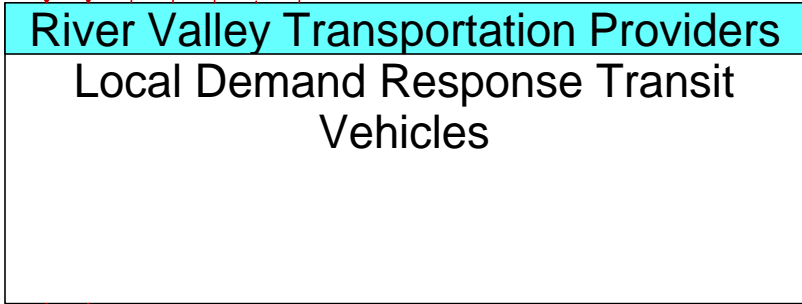 River Valley Transportation Providers
Local Demand Response Transit
Vehicles